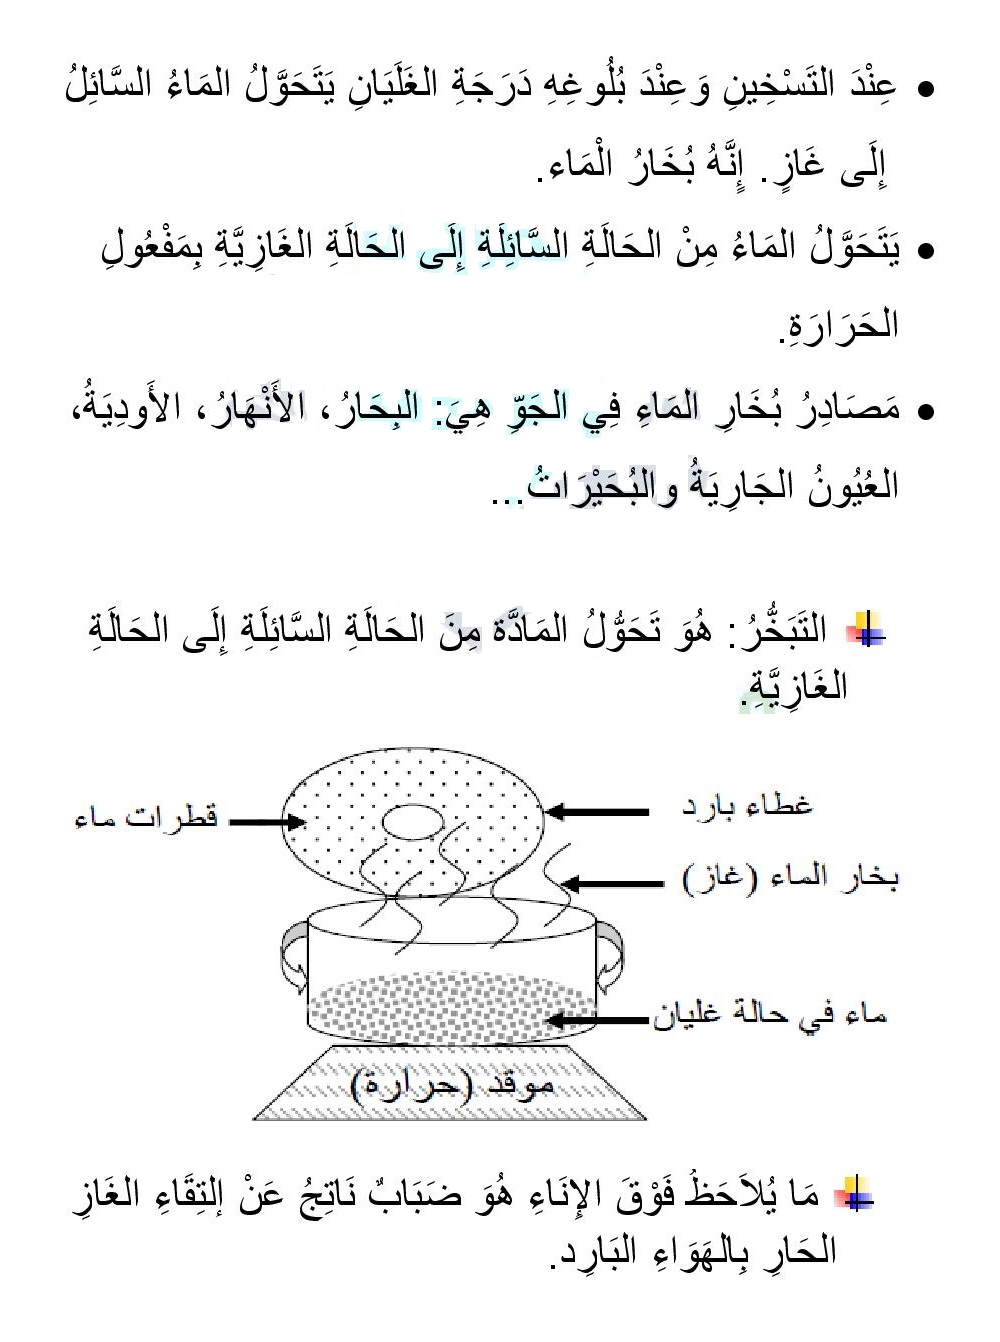 • عِنْدَ التَسْخِينِ وَعِنْدَ بُلُوغِهِ دَرَجَةِ الغَلَيَانِ يَتَحَوَّلُ المَاءُ السَّائِلُ
إِلَى غَازٍ. إِنَّهُ بُخَارُ الْمَاء.
• يَتَحَوَّلُ المَاءُ مِنْ الحَالَةِ السَّائِلَةِ إِلَى الحَالَةِ الغَازِيَّةِ بِمَفْعُولِ
الحَرَارَةِ.
• مَصَادِرُ بُخَارِ المَاءِ فِي الجَوِّ هِيَ: البِحَارُ، الأَنْهَارُ، الأَودِيَةُ،
العُيُونُ الجَارِيَةُ والبُحَيْرَاتُ...
التَبَخُّرُ: هُوَ تَحَوُّلُ المَادَّة مِنَ الحَالَةِ السَّائِلَةِ إِلَى الحَالَةِ
الغَازِيَّةِ.
غطاء بارد
قطرات ماء
بخار الماء (غاز)
ماء في حالة غليان
موقد (حرارة)
مَا يُلاَحَظُ فَوْقَ الإِنَاءِ هُوَ ضَبَابٌ نَاتِجُ عَنْ إلتِقَاءِ الغَازِ
الحَارِ بِالهَوَاءِ البَارِد.